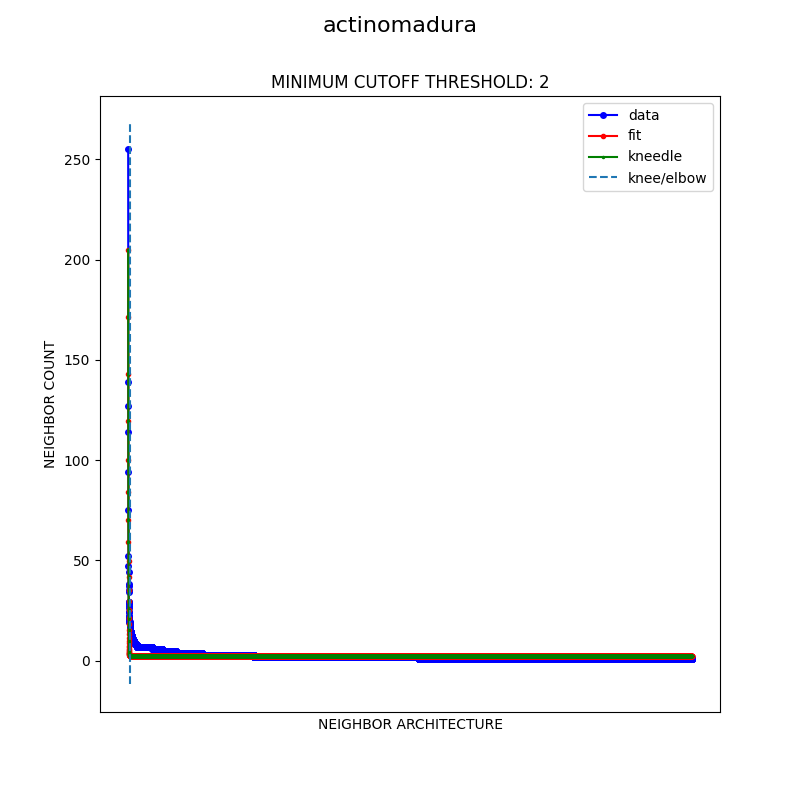 actinomadura
MINIMUM CUTOFF THRESHOLD: 2
data
fit
kneedle
knee/elbow
250
200
150
100
50
0
NEIGHBOR COUNT
NEIGHBOR ARCHITECTURE